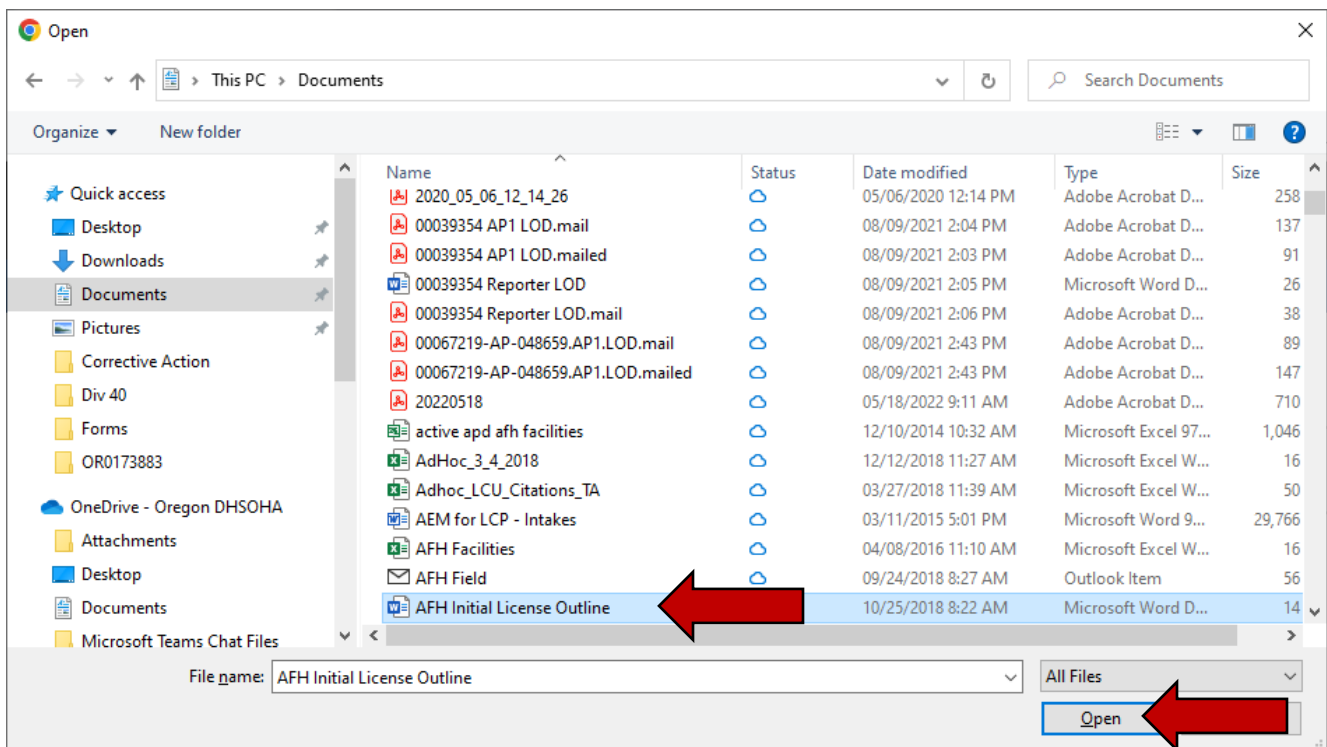 Open
This PC > Documents
Search Documents
Organize New folder
Name Status Date modified Type Size
Quick access
Desktop
Downloads
Documents
Pictures
Corrective Action
Div 40
Forms
OR0173883
OneDrive - Oregon DHSOHA
Attachments
Desktop
Documents
Microsoft Teams Chat Files
2020_05_06_12_14_26 05/06/2020 12:14 PM Adobe Acrobat D... 258
00039354 AP1 LOD.mail 08/09/2021 2:04 PM Adobe Acrobat D... 137
00039354 AP1 LOD.mailed 08/09/2021 2:03 PM Adobe Acrobat D... 91
00039354 Reporter LOD 08/09/2021 2:05 PM Microsoft Word D... 26
00039354 Reporter LOD.mail 08/09/2021 2:06 PM Adobe Acrobat D... 38
00067219-AP-048659.AP1.LOD.mail 08/09/2021 2:43 PM Adobe Acrobat D... 89
00067219-AP-048659.AP1.LOD.mailed 08/09/2021 2:43 PM Adobe Acrobat D... 147
20220518 05/18/2022 9:11 AM Adobe Acrobat D... 710
active apd afh facilities 12/10/2014 10:32 AM Microsoft Excel 97... 1,046
AdHoc_3_4_2018 12/12/2018 11:27 AM Microsoft Excel W... 16
Adhoc_LCU_Citations_TA 03/27/2018 11:39 AM Microsoft Excel W... 50
AEM for LCP - Intakes 03/11/2015 5:01 PM Microsoft Word 9... 29,766
AFH Facilities 04/08/2016 11:10 AM Microsoft Excel W... 16
AFH Field 09/24/2018 8:27 AM Outlook Item 56
AFH Initial License Outline 10/25/2018 8:22 AM Microsoft Word D... 14
File name: AFH Initial License Outline All Files
Open